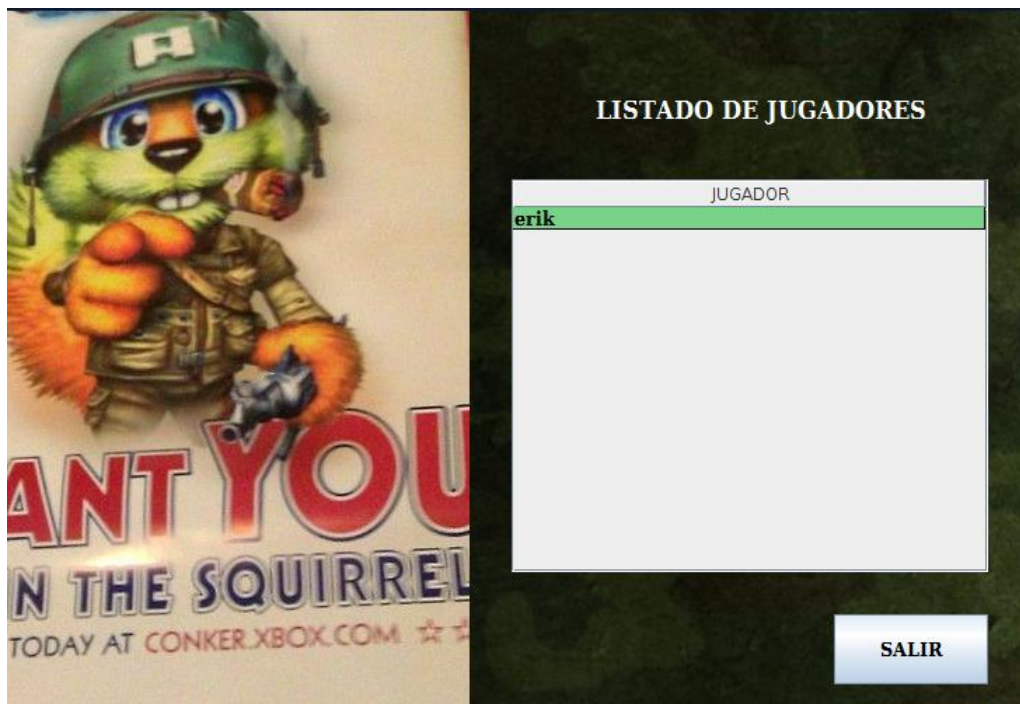 ANT YOU
N THE SQUIRREL
TODAY AT CONKER.XBOX.COM
LISTADO DE JUGADORES
JUGADOR
erik
SALIR